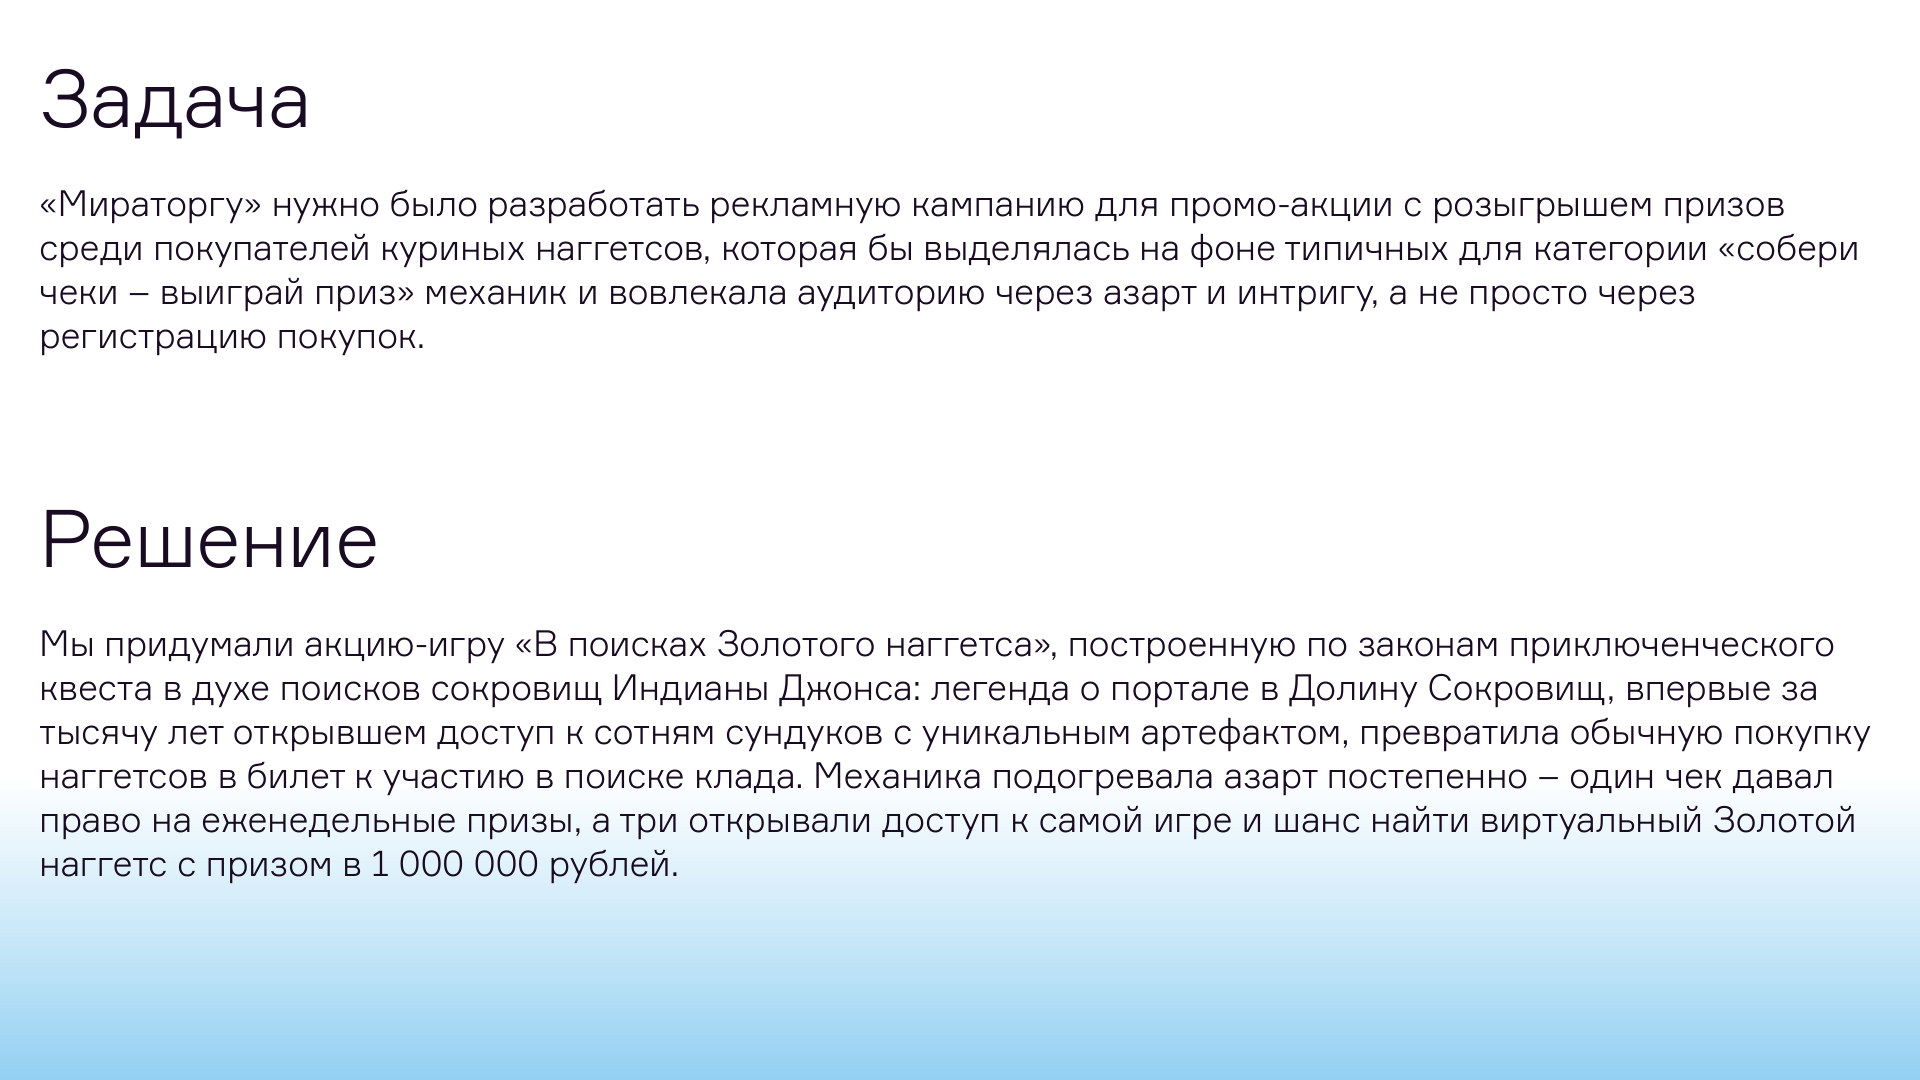 Задача
«Мираторгу» нужно было разработать рекламную кампанию для промо-акции с розыгрышем призов
среди покупателей куриных наггетсов, которая бы выделялась на фоне типичных для категории «собери
чеки – выиграй приз» механик и вовлекала аудиторию через азарт и интригу, а не просто через
регистрацию покупок.
Решение
Мы придумали акцию-игру «В поисках Золотого наггетса», построенную по законам приключенческого
квеста в духе поисков сокровищ Индианы Джонса: легенда о портале в Долину Сокровищ, впервые за
тысячу лет открывшем доступ к сотням сундуков с уникальным артефактом, превратила обычную покупку
наггетсов в билет к участию в поиске клада. Механика подогревала азарт постепенно – один чек давал
право на еженедельные призы, а три открывали доступ к самой игре и шанс найти виртуальный Золотой
наггетс с призом в 1 000 000 рублей.